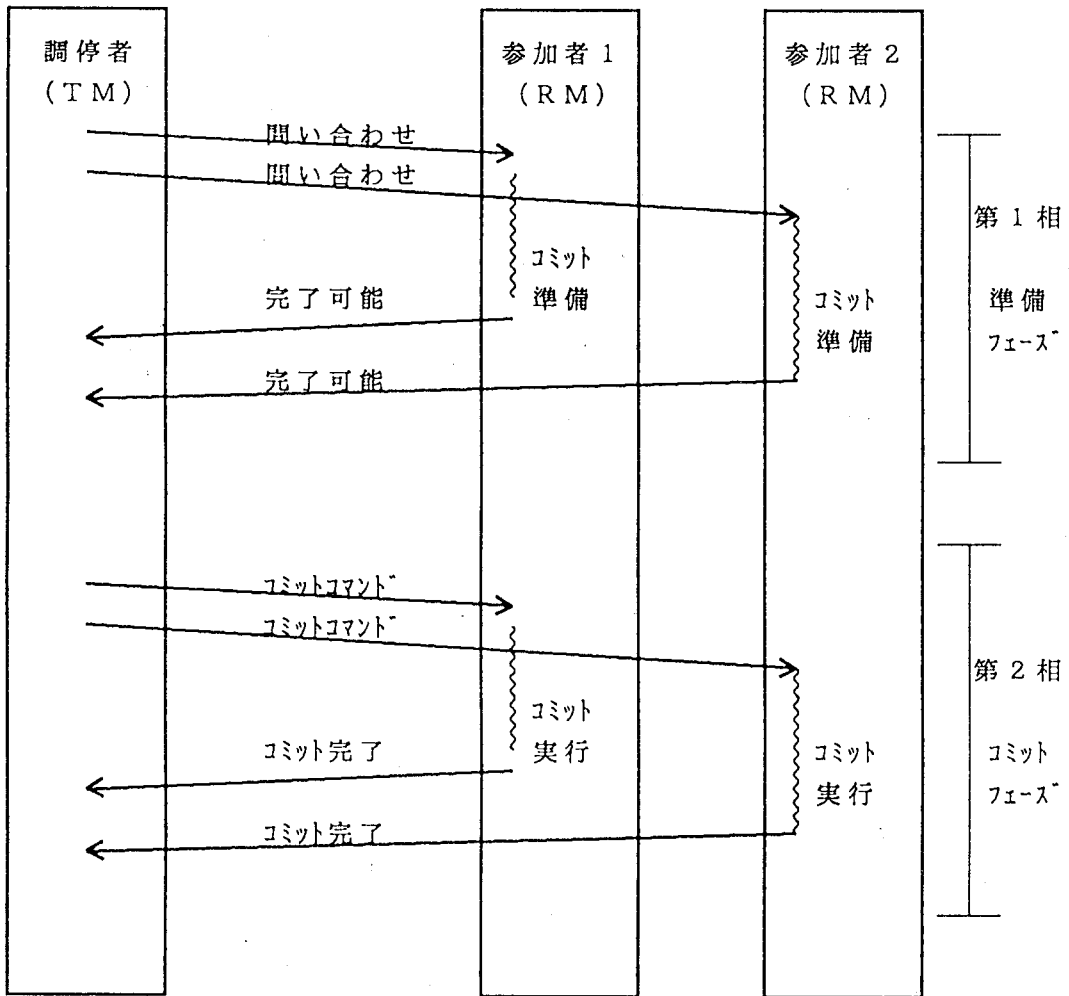 調停者
(TM)
参加者1
(RM)
参加者2
(RM)
問い合わせ
問い合わせ
コミット
準備
コミット
準備
完了可能
完了可能
第1相
準備
フェーズ
コミットコマンド
コミットコマンド
コミット
実行
コミット
実行
コミット完了
コミット完了
第2相
コミット
フェーズ